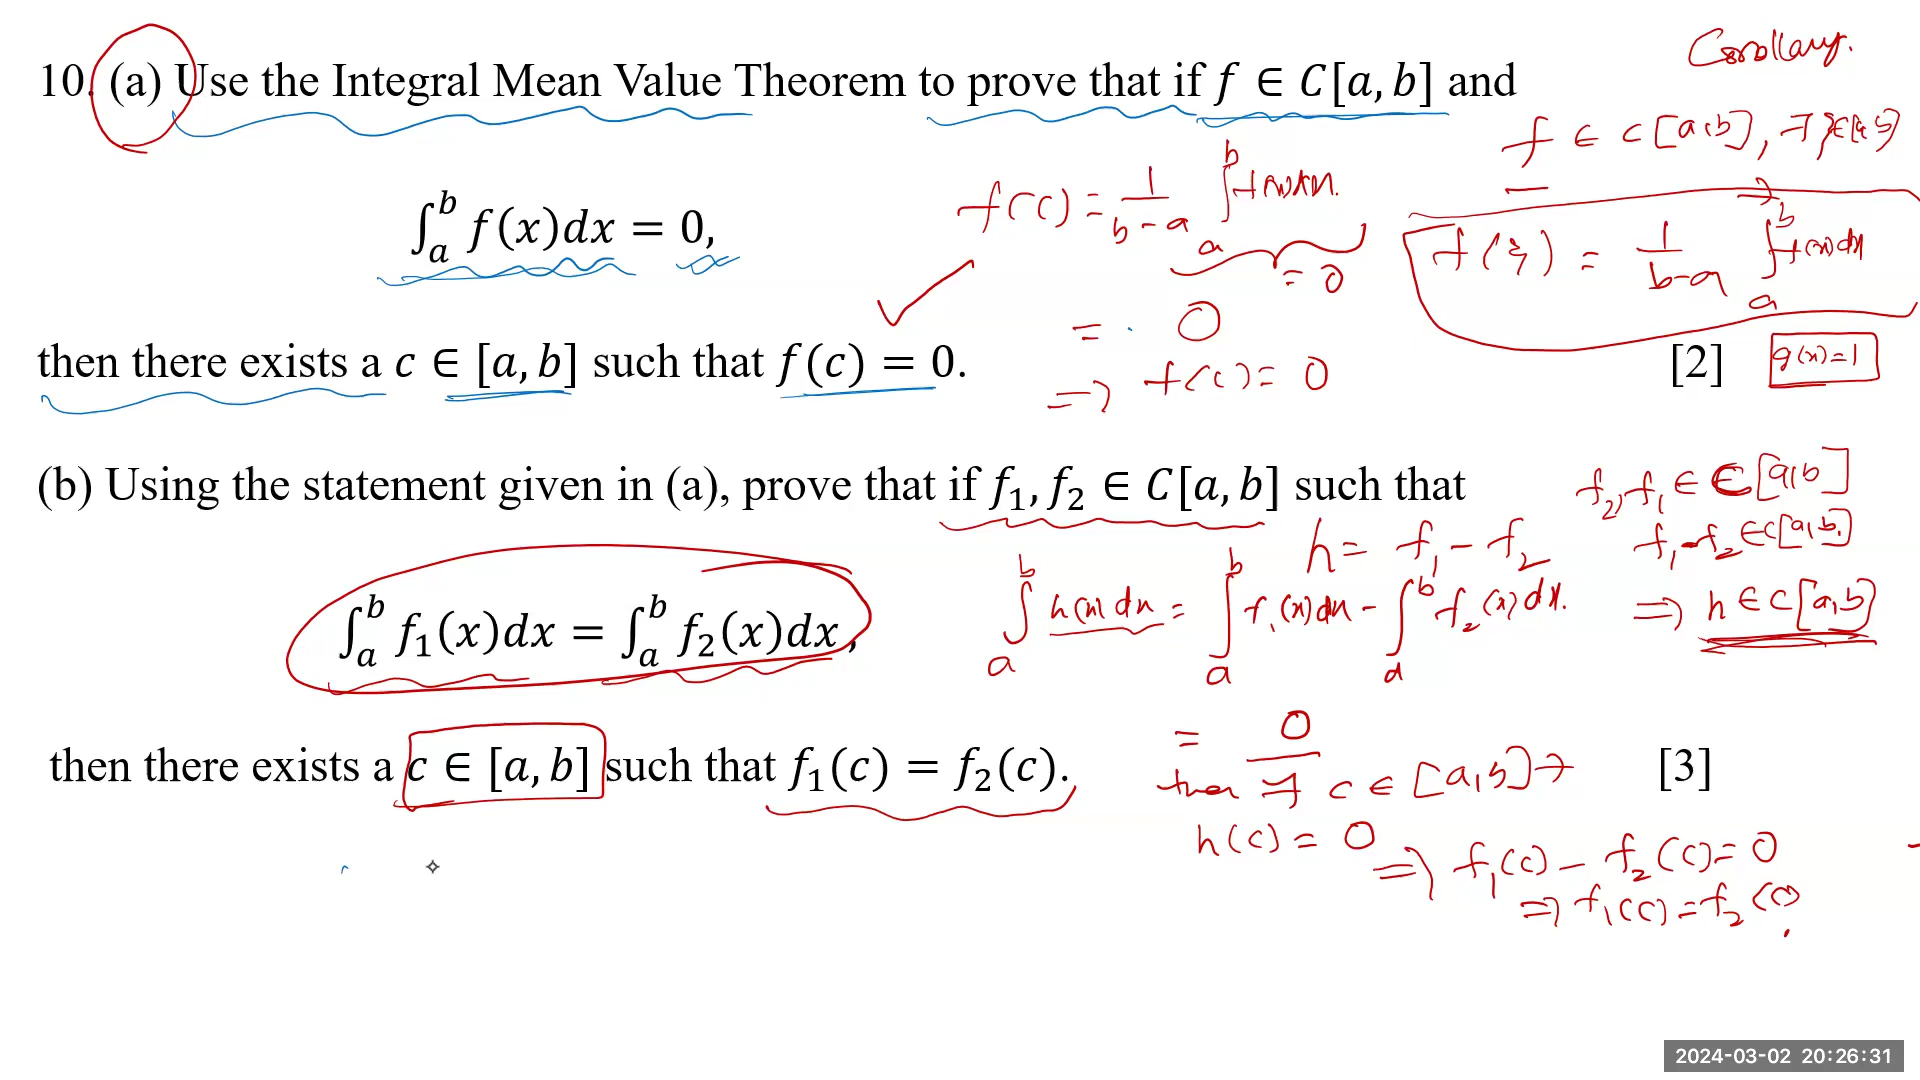 Corollary.
10. (a) Use the Integral Mean Value Theorem to prove that if f ∈ C[a, b] and
f ∈ C[a,b], ∃ ξ∈[a,b] →
∫_a^b f(x)dx = 0,
f(c) = 1/(b-a) ∫_a^b f(x)dx.
= 0
f(ξ) = 1/(b-a) ∫_a^b f(x)dx
= 0
then there exists a c ∈ [a, b] such that f(c) = 0.
⇒ f(c) = 0
[2]
g(x)=1
(b) Using the statement given in (a), prove that if f₁, f₂ ∈ C[a, b] such that
f₂, f₁ ∈ C[a,b]
h = f₁ - f₂
f₁-f₂ ∈ C[a,b].
∫_a^b f₁(x)dx = ∫_a^b f₂(x)dx,
∫_a^b h(x)dx = ∫_a^b f₁(x)dx - ∫_a^b f₂(x)dx.
⇒ h ∈ C[a,b]
= 0
then there exists a c ∈ [a, b] such that f₁(c) = f₂(c).
then ∃ c ∈ [a,b] →
[3]
h(c) = 0
⇒ f₁(c) - f₂(c) = 0
⇒ f₁(c) = f₂(c).
2024-03-02 20:26:31